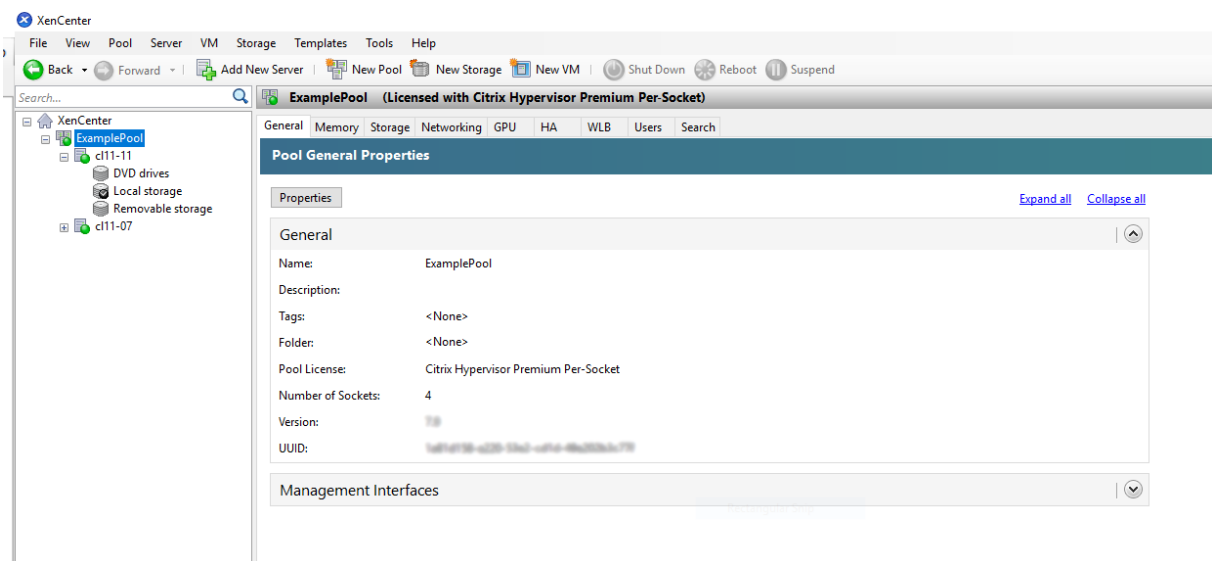 XenCenter
File View Pool Server VM Storage Templates Tools Help
Back Forward Add New Server New Pool New Storage New VM Shut Down Reboot Suspend
Search...
ExamplePool (Licensed with Citrix Hypervisor Premium Per-Socket)
XenCenter
ExamplePool
cl11-11
DVD drives
Local storage
Removable storage
cl11-07
General Memory Storage Networking GPU HA WLB Users Search
Pool General Properties
Properties
Expand all Collapse all
General
Name: ExamplePool
Description:
Tags: <None>
Folder: <None>
Pool License: Citrix Hypervisor Premium Per-Socket
Number of Sockets: 4
Version:
UUID:
Management Interfaces